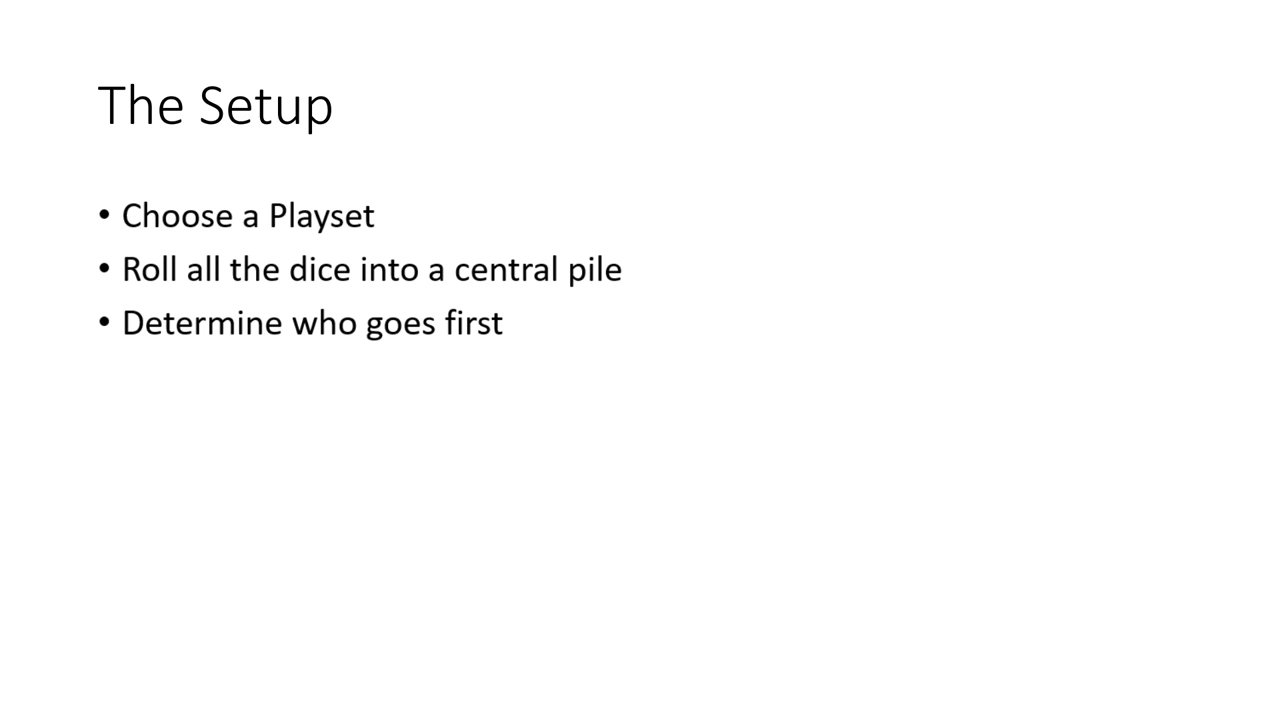 The Setup
• Choose a Playset
• Roll all the dice into a central pile
• Determine who goes first